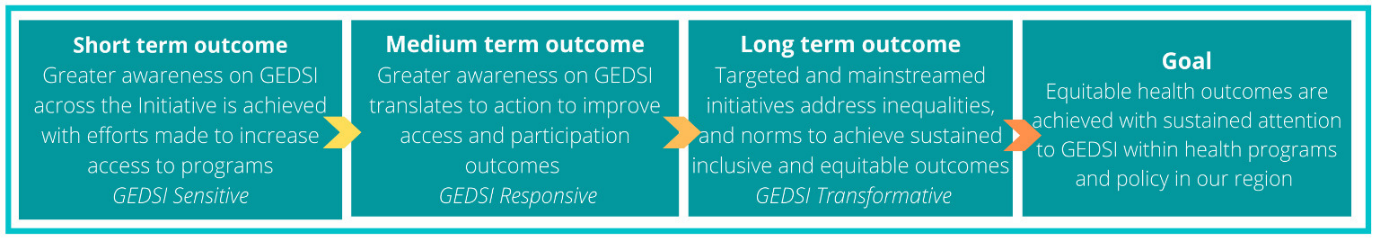 Short term outcome
Greater awareness on GEDSI
across the Initiative is achieved
with efforts made to increase
access to programs
GEDSI Sensitive
Medium term outcome
Greater awareness on GEDSI
translates to action to improve
access and participation
outcomes
GEDSI Responsive
Long term outcome
Targeted and mainstreamed
initiatives address inequalities,
and norms to achieve sustained
inclusive and equitable outcomes
GEDSI Transformative
Goal
Equitable health outcomes are
achieved with sustained attention
to GEDSI within health programs
and policy in our region